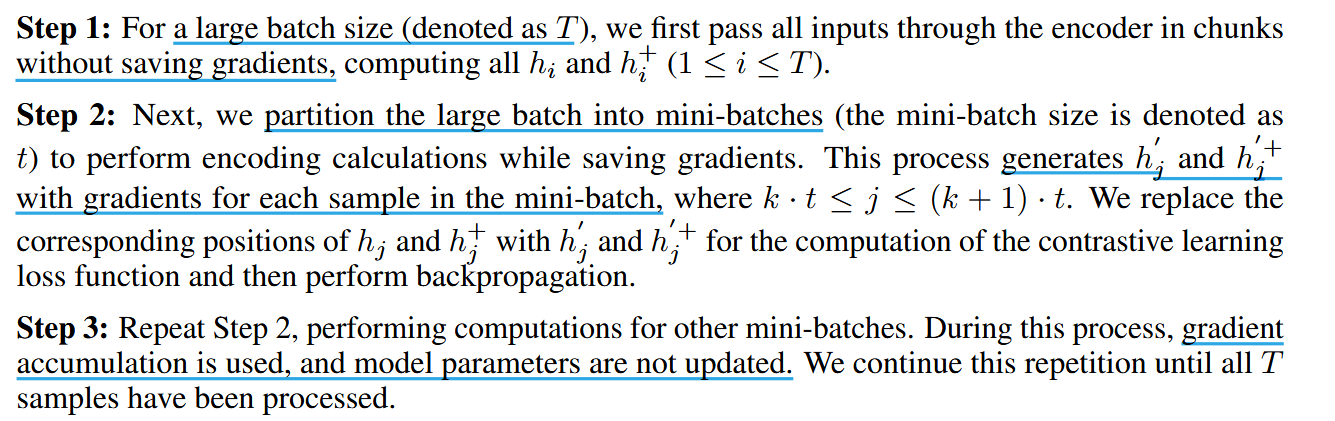 Step 1: For a large batch size (denoted as T), we first pass all inputs through the encoder in chunks
without saving gradients, computing all h_i and h_i^+ (1 ≤ i ≤ T).
Step 2: Next, we partition the large batch into mini-batches (the mini-batch size is denoted as
t) to perform encoding calculations while saving gradients. This process generates h_j^' and h_j^'+
with gradients for each sample in the mini-batch, where k · t ≤ j ≤ (k + 1) · t. We replace the
corresponding positions of h_j and h_j^+ with h_j^' and h_j^'+ for the computation of the contrastive learning
loss function and then perform backpropagation.
Step 3: Repeat Step 2, performing computations for other mini-batches. During this process, gradient
accumulation is used, and model parameters are not updated. We continue this repetition until all T
samples have been processed.